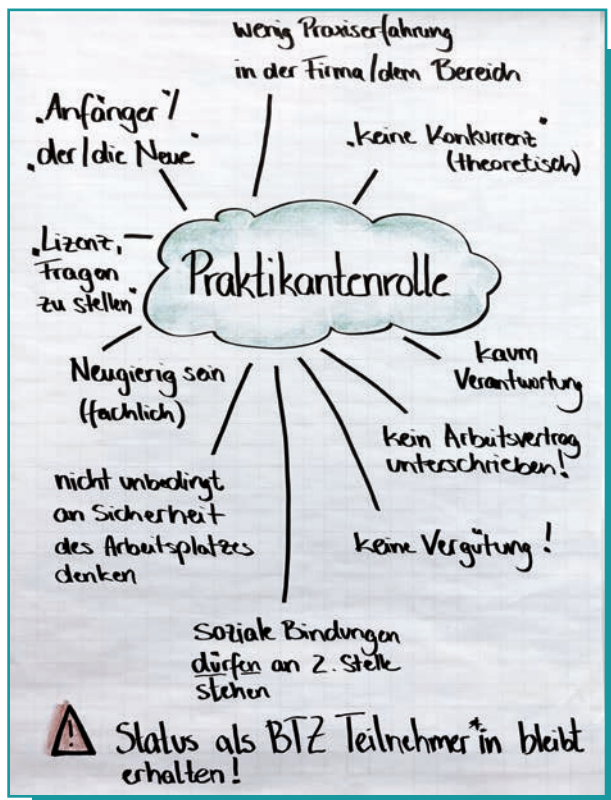 wenig Praxiserfahrung
in der Firma/dem Bereich
„Anfänger"/
„der/die Neue"
„keine Konkurrenz"
(theoretisch)
„Lizenz,
Fragen
zu stellen"
Praktikantenrolle
Neugierig sein
(fachlich)
kaum
Verantwortung
kein Arbeitsvertrag
unterschrieben!
nicht unbedingt
an Sicherheit
des Arbeitsplatzes
denken
keine Vergütung!
soziale Bindungen
dürfen an 2. Stelle
stehen
! Status als BTZ Teilnehmer*in bleibt
erhalten!